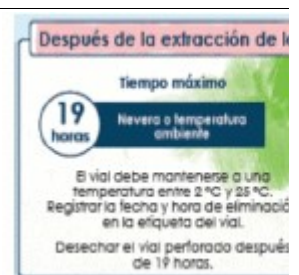 Después de la extracción de l
Tiempo máximo
19 horas
Nevera o temperatura
ambiente
El vial debe mantenerse a una
temperatura entre 2 °C y 25 °C.
Registrar la fecha y hora de eliminació
en la etiqueta del vial.
Desechar el vial perforado después
de 19 horas.